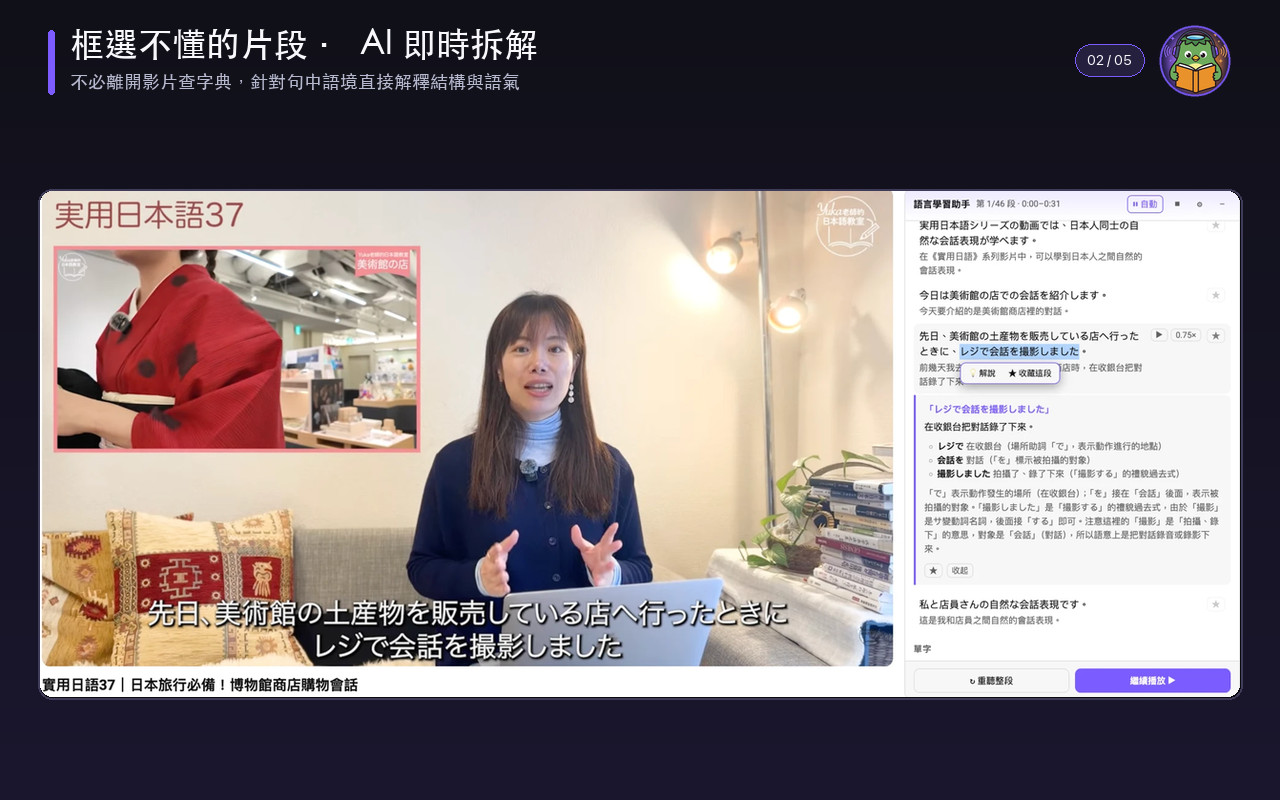 框選不懂的片段 · AI 即時拆解
不必離開影片查字典，針對句中語境直接解釋結構與語氣
02 / 05
実用日本語37
Yuka老師的
日本語教室
Yuka老師的日本語教室
美術館の店
先日、美術館の土産物を販売している店へ行ったときに
レジで会話を撮影しました
實用日語37｜日本旅行必備！博物館商店購物會話
語言學習助手 第 1/46 段 · 0:00–0:31
自動
実用日本語シリーズの動画では、日本人同士の自
然な会話表現が学べます。
在《實用日語》系列影片中，可以學到日本人之間自然的
會話表現。
今日は美術館の店での会話を紹介します。
今天要介紹的是美術館商店裡的對話。
先日、美術館の土産物を販売している店へ行った
ときに、レジで会話を撮影しました。
0.75×
前幾天我去
店時，在收銀台把對
話錄了下來
解說 ★ 收藏這段
「レジで会話を撮影しました」
在收銀台把對話錄了下來。
レジで 在收銀台（場所助詞「で」，表示動作進行的地點）
会話を 對話（「を」標示被拍攝的對象）
撮影しました 拍攝了、錄了下來（「撮影する」的禮貌過去式）
「で」表示動作發生的場所（在收銀台）；「を」接在「会話」後面，表示被
拍攝的對象。「撮影しました」是「撮影する」的禮貌過去式，由於「撮影」
是サ變動詞名詞，後面接「する」即可。注意這裡的「撮影」是「拍攝、錄
下」的意思，對象是「会話」（對話），所以語意上是把對話錄音或錄影下
來。
★ 收起
私と店員さんの自然な会話表現です。
這是我和店員之間自然的會話表現。
單字
↻ 重聽整段
繼續播放 ▶